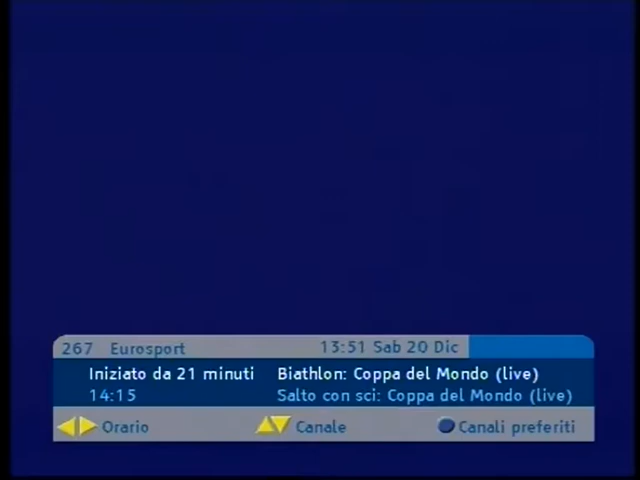 267 Eurosport 13:51 Sab 20 Dic
Iniziato da 21 minuti Biathlon: Coppa del Mondo (live)
14:15 Salto con sci: Coppa del Mondo (live)
Orario Canale Canali preferiti